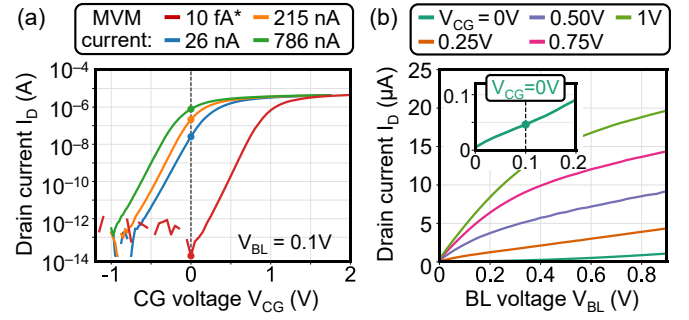 (a)
MVM current:
10 fA*
215 nA
26 nA
786 nA
Drain current I_D (A)
10⁻⁴
10⁻⁶
10⁻⁸
10⁻¹⁰
10⁻¹²
10⁻¹⁴
V_BL = 0.1V
-1
0
1
2
CG voltage V_CG (V)
(b)
V_CG = 0V
0.50V
1V
0.25V
0.75V
Drain current I_D (µA)
25
20
15
10
5
0
V_CG=0V
0.1
0
0
0.1
0.2
0
0.2
0.4
0.6
0.8
BL voltage V_BL (V)